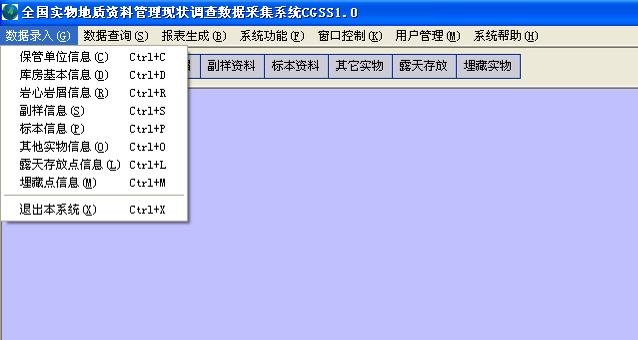 全国实物地质资料管理现状调查数据采集系统CGSS1.0
数据录入(G) 数据查询(S) 报表生成(B) 系统功能(F) 窗口控制(K) 用户管理(M) 系统帮助(H)
副样资料 标本资料 其它实物 露天存放 埋藏实物
保管单位信息(C) Ctrl+C
库房基本信息(D) Ctrl+D
岩心岩屑信息(R) Ctrl+R
副样信息(S) Ctrl+S
标本信息(P) Ctrl+P
其他实物信息(O) Ctrl+O
露天存放点信息(L) Ctrl+L
埋藏点信息(M) Ctrl+M
退出本系统(X) Ctrl+X